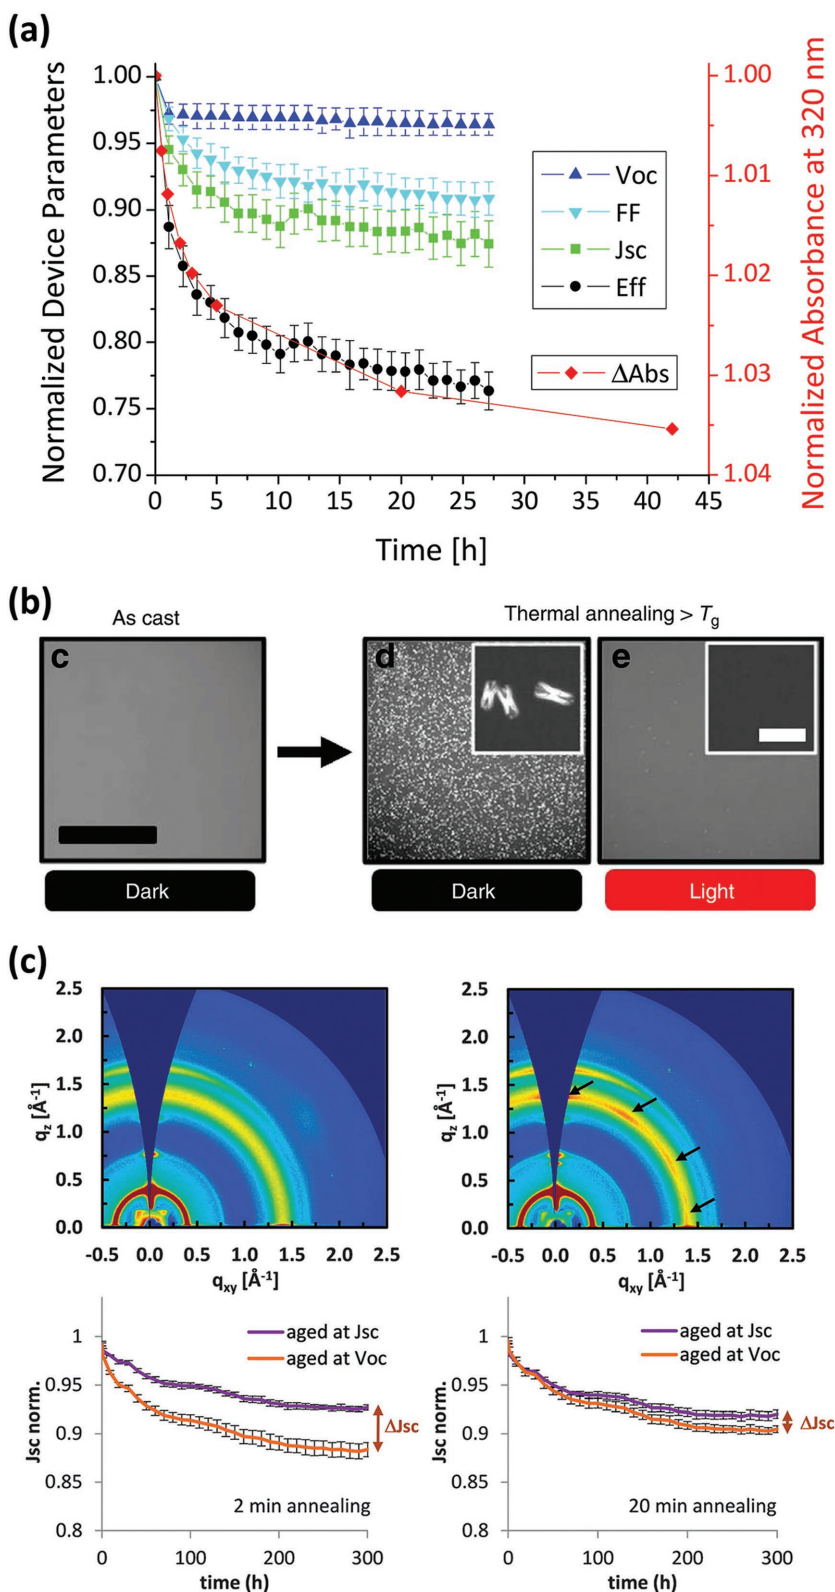 (a)
Normalized Device Parameters
Normalized Absorbance at 320 nm
1.00
0.95
0.90
0.85
0.80
0.75
0.70
1.00
1.01
1.02
1.03
1.04
Voc
FF
Jsc
Eff
ΔAbs
0 5 10 15 20 25 30 35 40 45
Time [h]
(b)
As cast
Thermal annealing > Tg
c
d
e
Dark
Dark
Light
(c)
2.5
2.0
1.5
1.0
0.5
0.0
qz [Å-1]
-0.5 0.0 0.5 1.0 1.5 2.0 2.5
qxy [Å-1]
2.5
2.0
1.5
1.0
0.5
0.0
qz [Å-1]
-0.5 0.0 0.5 1.0 1.5 2.0 2.5
qxy [Å-1]
Jsc norm.
1
0.95
0.9
0.85
0.8
aged at Jsc
aged at Voc
ΔJsc
2 min annealing
0 100 200 300
time (h)
Jsc norm.
1
0.95
0.9
0.85
0.8
aged at Jsc
aged at Voc
ΔJsc
20 min annealing
0 100 200 300
time (h)